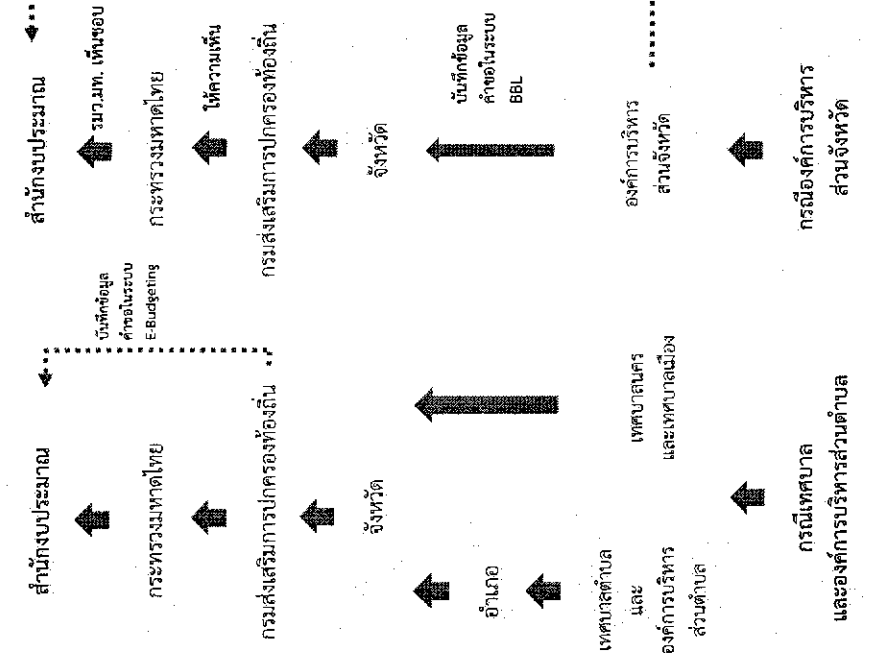 สำนักงบประมาณ
กระทรวงมหาดไทย
กรมส่งเสริมการปกครองท้องถิ่น
จังหวัด
อำเภอ
เทศบาลตำบล
และ
องค์การบริหาร
ส่วนตำบล
เทศบาลนคร
และเทศบาลเมือง
กรณีเทศบาล
และองค์การบริหารส่วนตำบล
บันทึกข้อมูล
คำขอในระบบ
E-Budgeting
สำนักงบประมาณ
รมว.มท. เห็นชอบ
กระทรวงมหาดไทย
ให้ความเห็น
กรมส่งเสริมการปกครองท้องถิ่น
จังหวัด
บันทึกข้อมูล
คำขอในระบบ
BBL
องค์การบริหาร
ส่วนจังหวัด
กรณีองค์การบริหาร
ส่วนจังหวัด